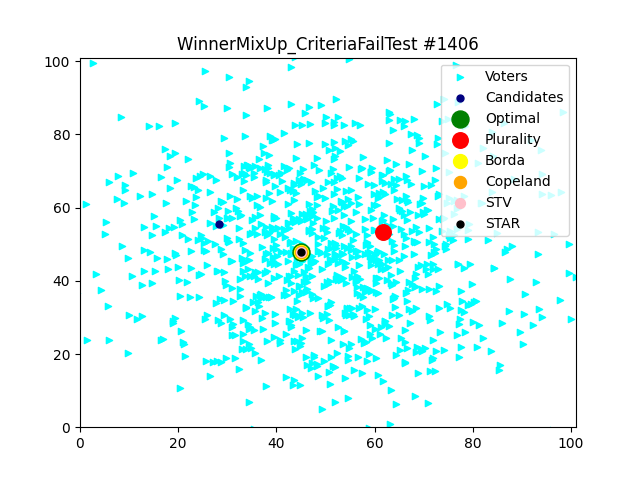 WinnerMixUp_CriteriaFailTest #1406
100
80
60
40
20
0
0
20
40
60
80
100
Voters
Candidates
Optimal
Plurality
Borda
Copeland
STV
STAR